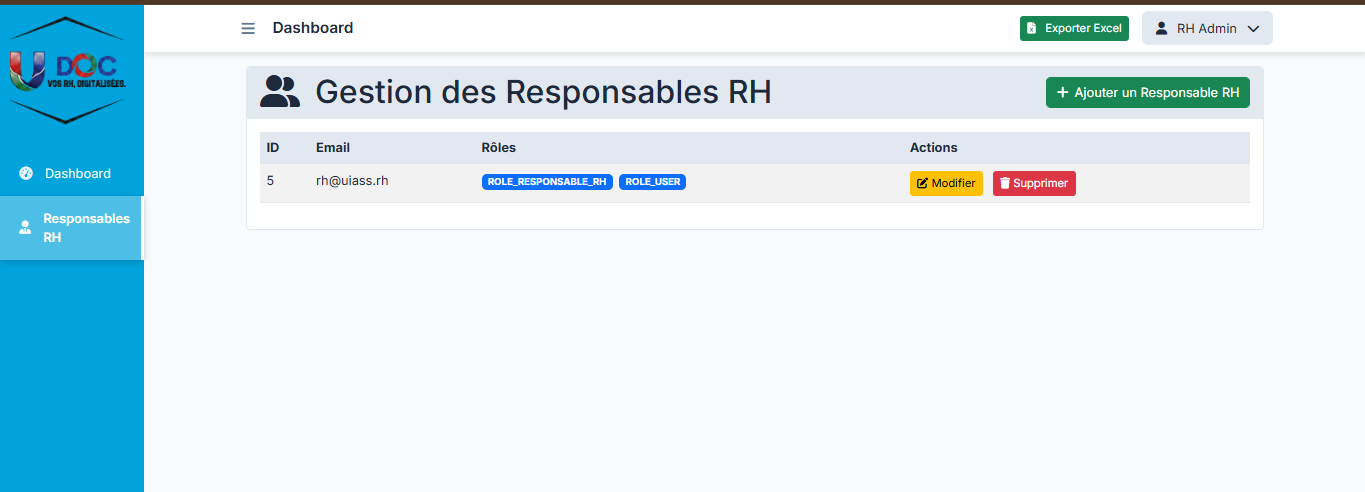 U DOC
VOS RH, DIGITALISÉES.
Dashboard
Responsables
RH
Dashboard
Exporter Excel
RH Admin
Gestion des Responsables RH
+ Ajouter un Responsable RH
ID Email Rôles Actions
5 rh@uiass.rh ROLE_RESPONSABLE_RH ROLE_USER Modifier Supprimer